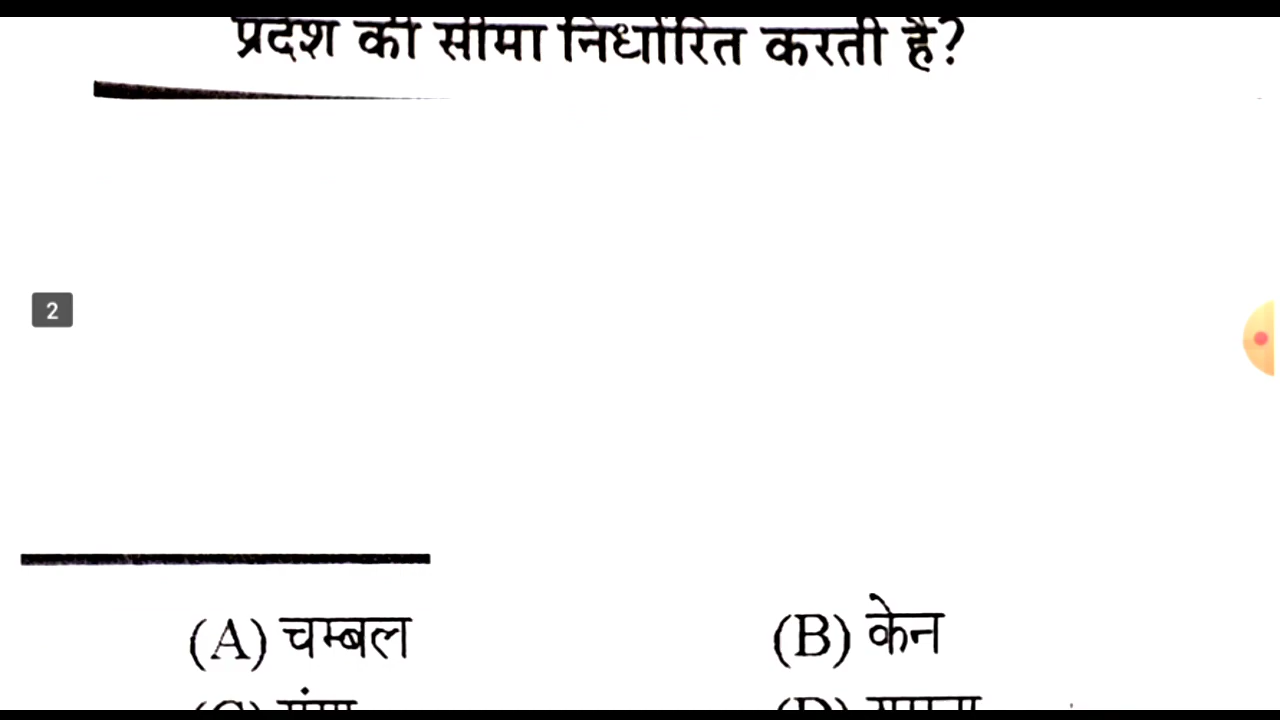 प्रदेश की सीमा निर्धारित करती है?
2
(A) चम्बल
(B) केन